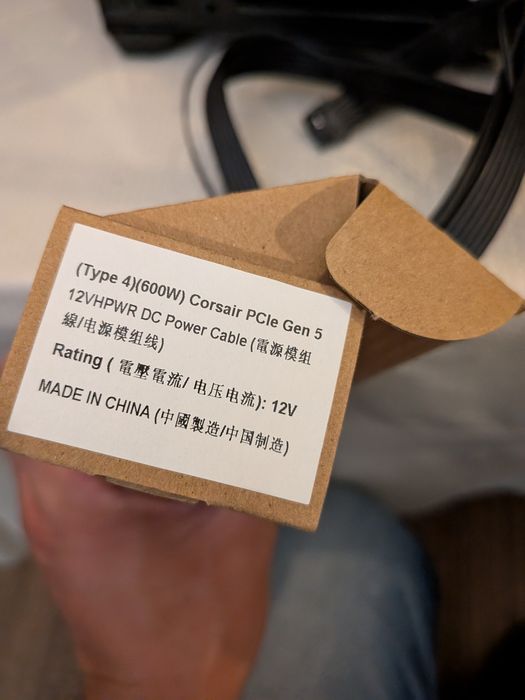 (Type 4)(600W) Corsair PCIe Gen 5
12VHPWR DC Power Cable (電源模組
線/电源模组线)
Rating ( 電壓電流/ 电压电流): 12V
MADE IN CHINA (中國製造/中国制造)